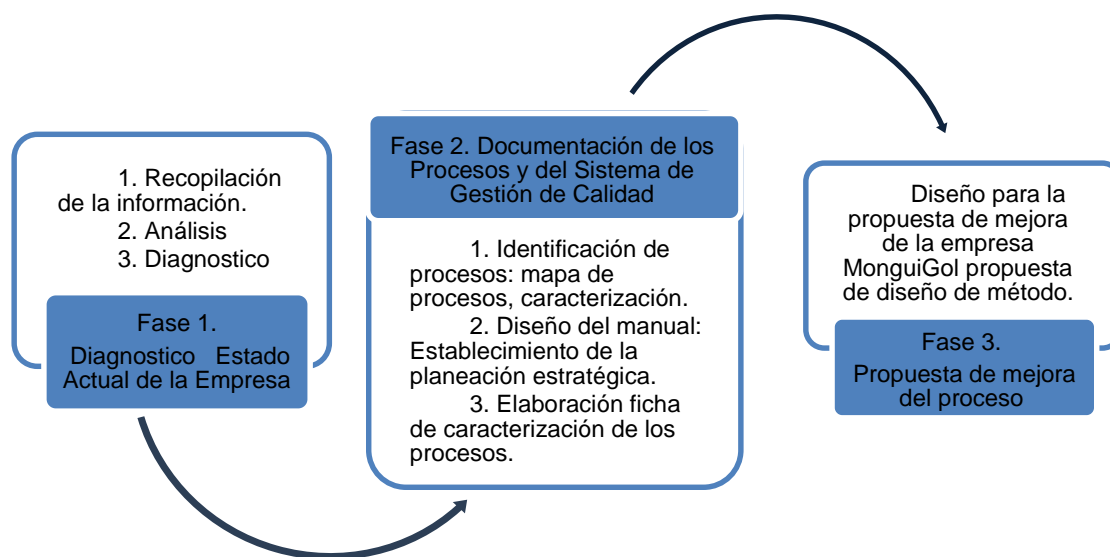 1. Recopilación
de la información.
2. Análisis
3. Diagnostico
Fase 1.
Diagnostico Estado
Actual de la Empresa
Fase 2. Documentación de los
Procesos y del Sistema de
Gestión de Calidad
1. Identificación de
procesos: mapa de
procesos, caracterización.
2. Diseño del manual:
Establecimiento de la
planeación estratégica.
3. Elaboración ficha
de caracterización de los
procesos.
Diseño para la
propuesta de mejora
de la empresa
MonguiGol propuesta
de diseño de método.
Fase 3.
Propuesta de mejora
del proceso